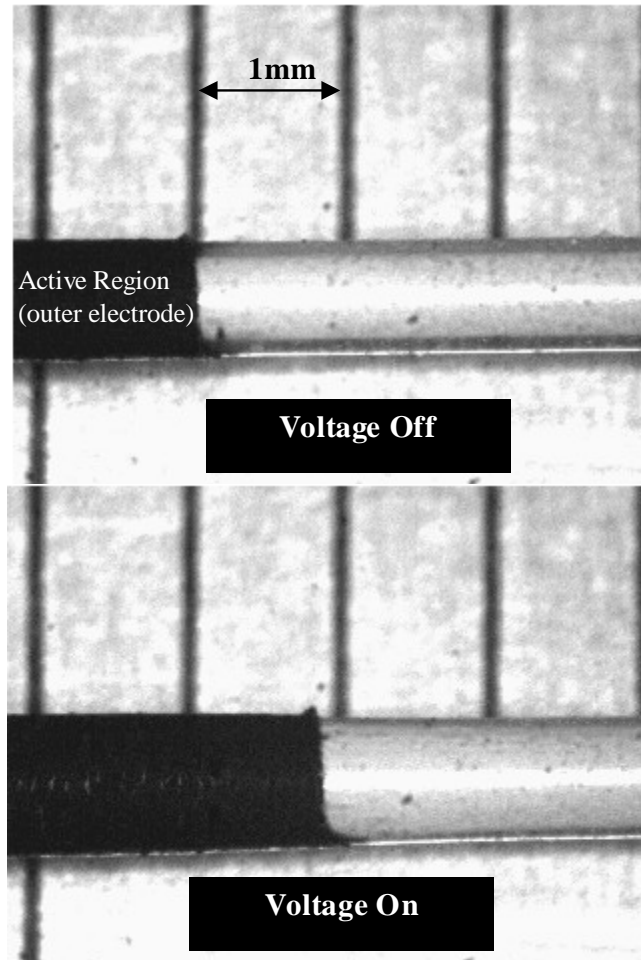 1mm
Active Region
(outer electrode)
Voltage Off
Voltage On